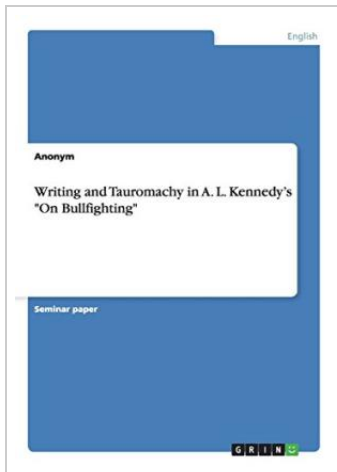 English
Anonym
Writing and Tauromachy in A. L. Kennedy's
"On Bullfighting"
Seminar paper
GRIN